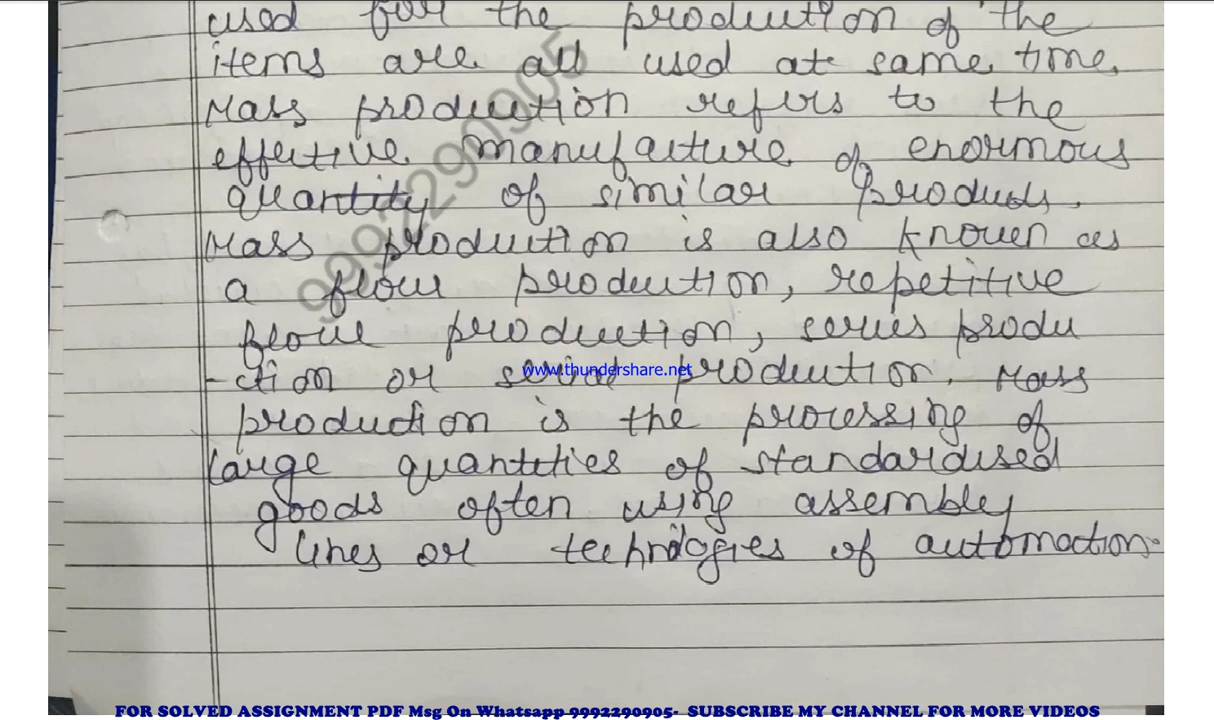 used for the production of the
items are all used at same time.
Mass production refers to the
effective manufacture of enormous
quantity of similar products.
Mass production is also known as
a flow production, repetitive
flow production, series produ
-ction or serial production. Mass
production is the processing of
large quantities of standardised
goods often using assembly
lines or technologies of automation.
9992290905
www.thundershare.net
FOR SOLVED ASSIGNMENT PDF Msg On Whatsapp 9992290905- SUBSCRIBE MY CHANNEL FOR MORE VIDEOS